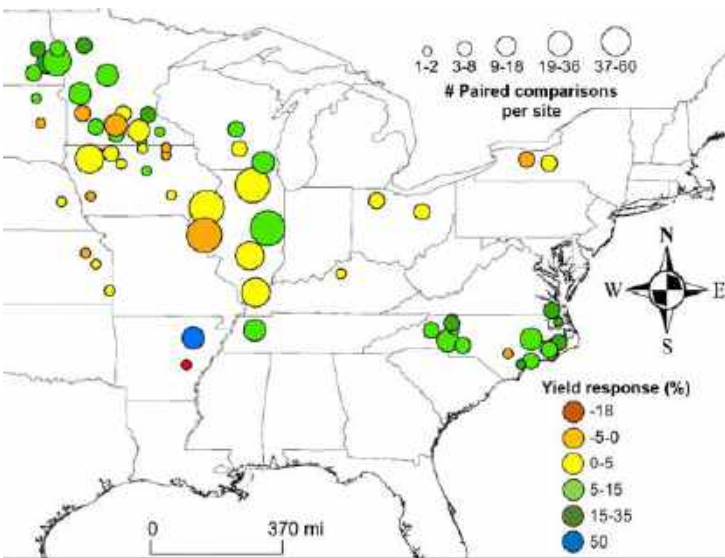 1-2 3-8 9-18 19-36 37-60
# Paired comparisons
per site
N
W E
S
Yield response (%)
-18
-5-0
0-5
5-15
15-35
50
0 370 mi